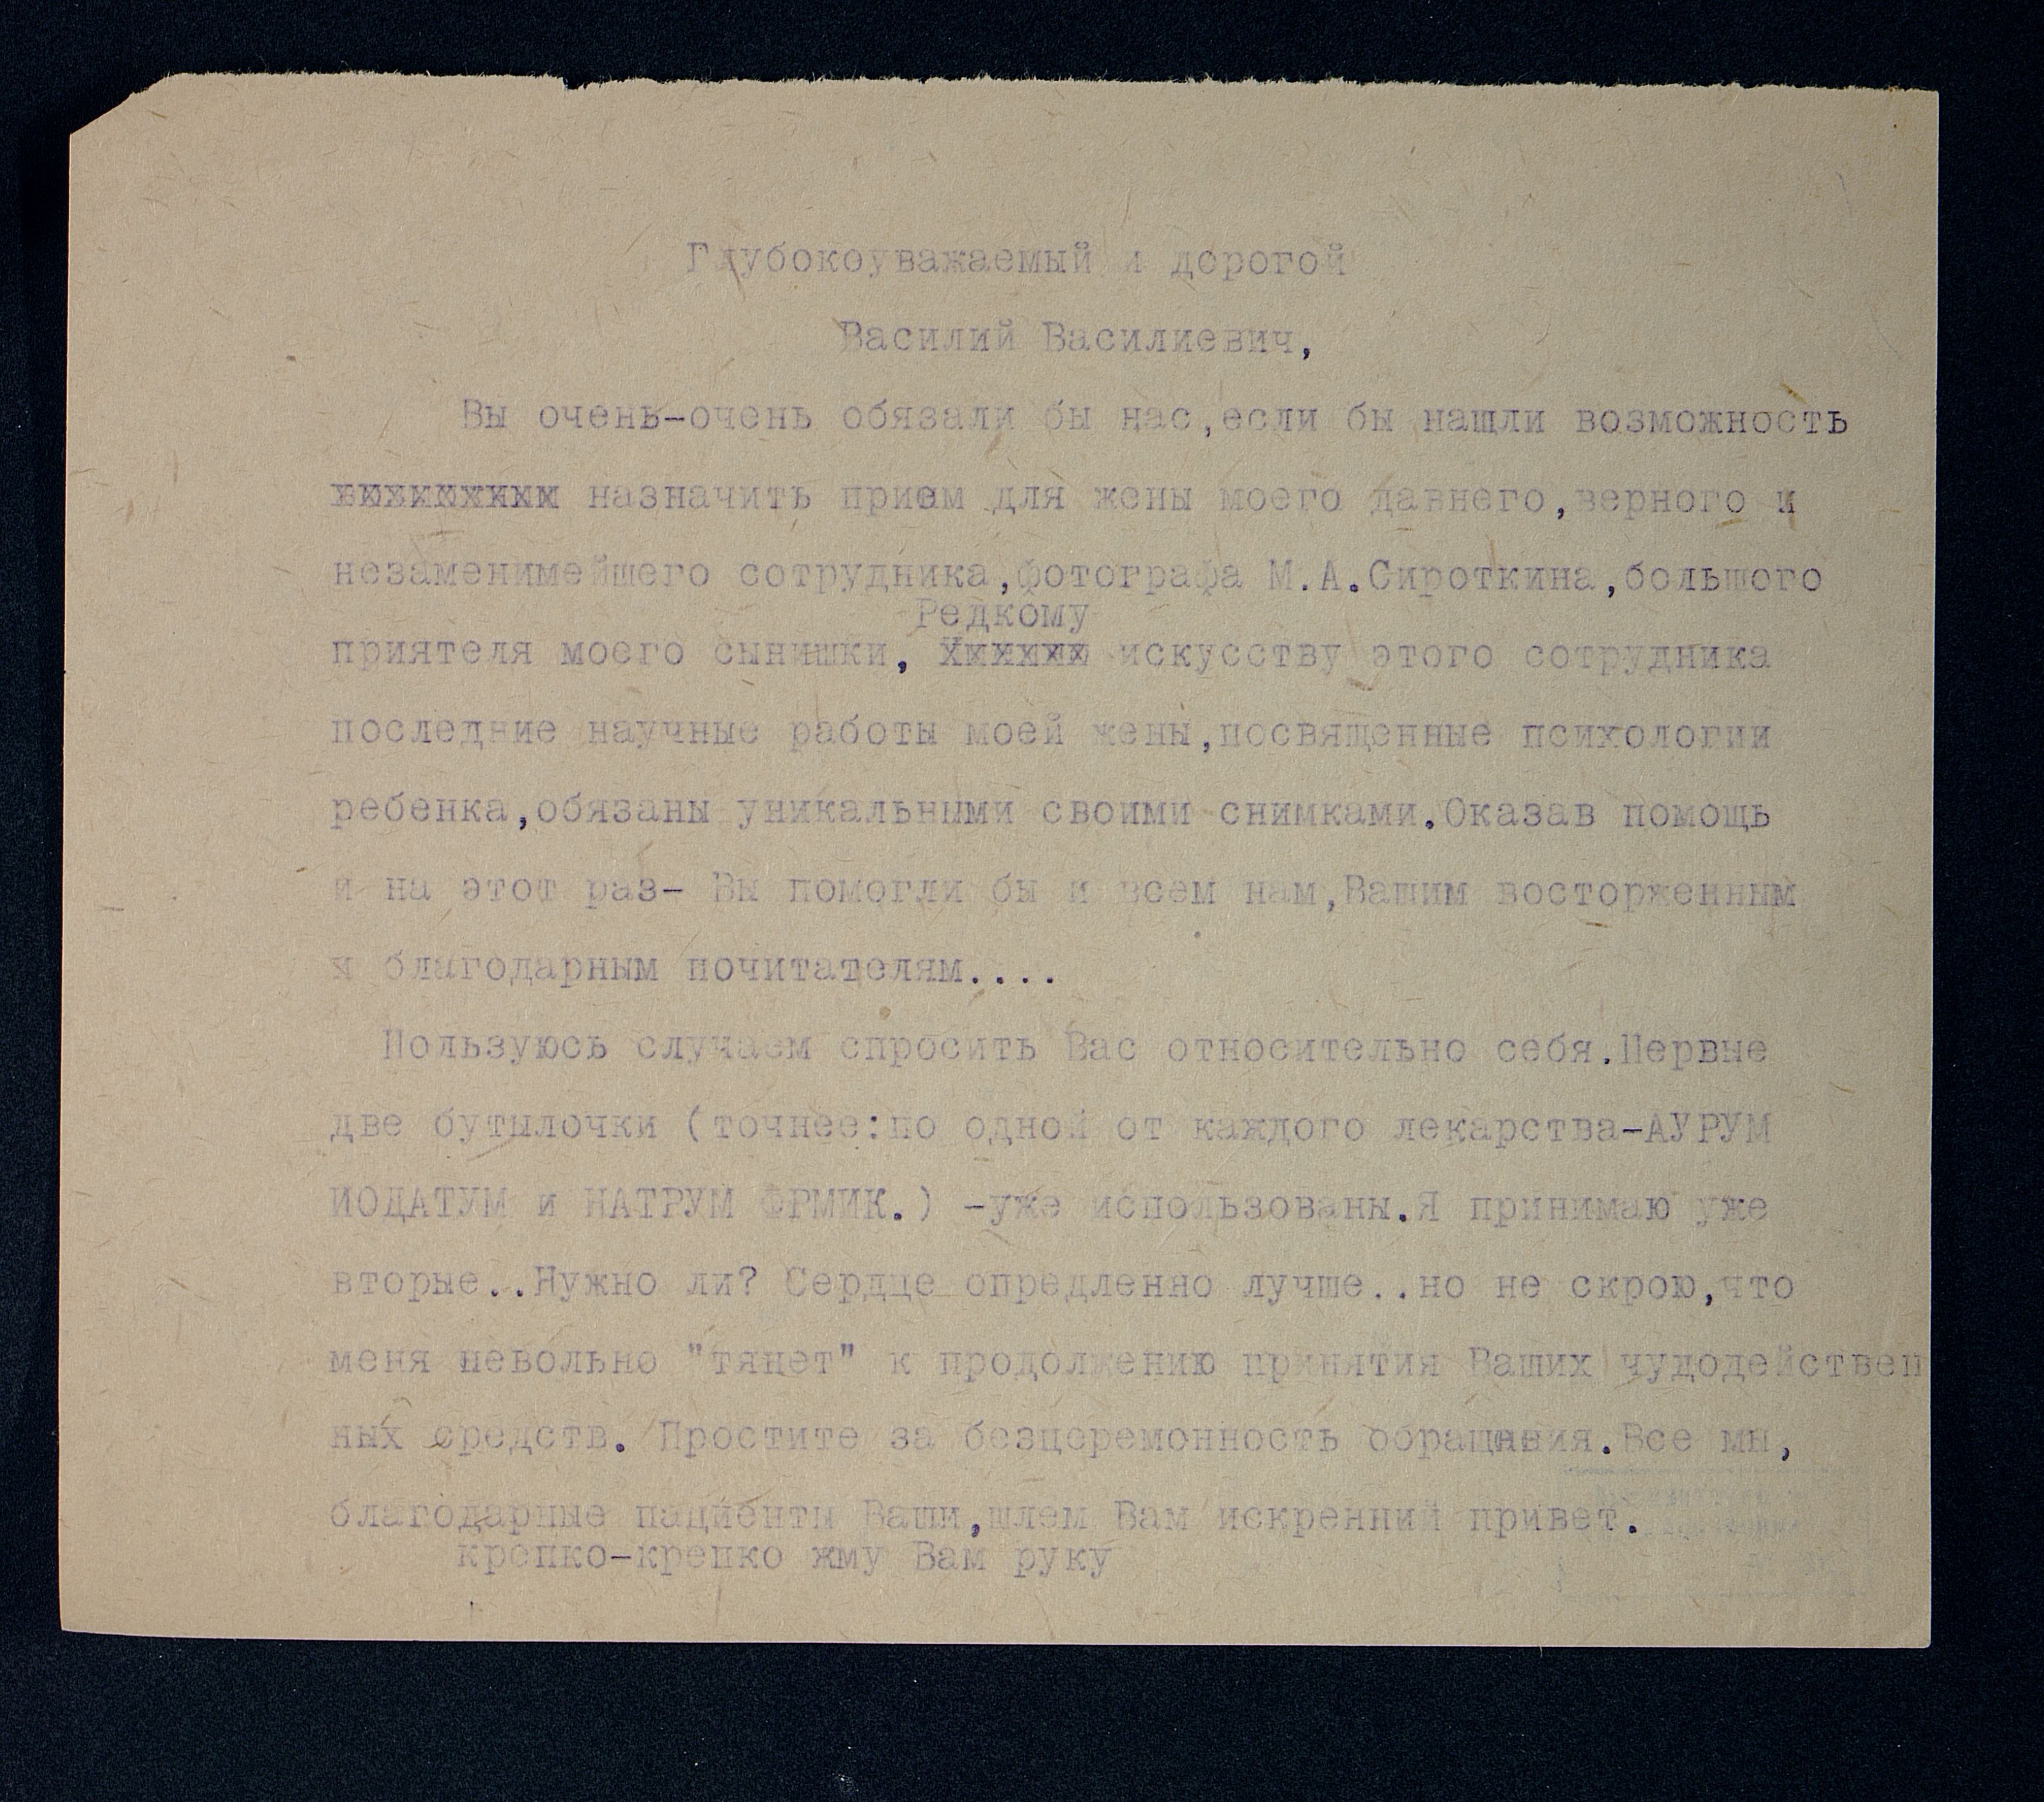 Глубокоуважаемый и дорогой
Василий Василиевич,
Вы очень-очень обязали бы нас,если бы нашли возможность
назначить прием для жены моего давнего,верного и
незаменимейшего сотрудника,фотографа М.А.Сироткина,большого
Редкому
приятеля моего сынишки, искусству этого сотрудника
последние научные работы моей жены,посвященные психологии
ребенка,обязаны уникальными своими снимками.Оказав помощь
и на этот раз- Вы помогли бы и всем нам,Вашим восторженным
и благодарным почитателям....
Пользуюсь случаем спросить Вас относительно себя.Первые
две бутылочки (точнее:по одной от каждого лекарства-АУРУМ
ИОДАТУМ и НАТРУМ ФРМИК.) -уже использованы.Я принимаю уже
вторые..Нужно ли? Сердце опредленно лучше..но не скрою,что
меня невольно "тянет" к продолжению принятия Ваших чудодействен
ных средств. Простите за безцеремонность обращения.Все мы,
благодарные пациенты Ваши,шлем Вам искренний привет.
крепко-крепко жму Вам руку